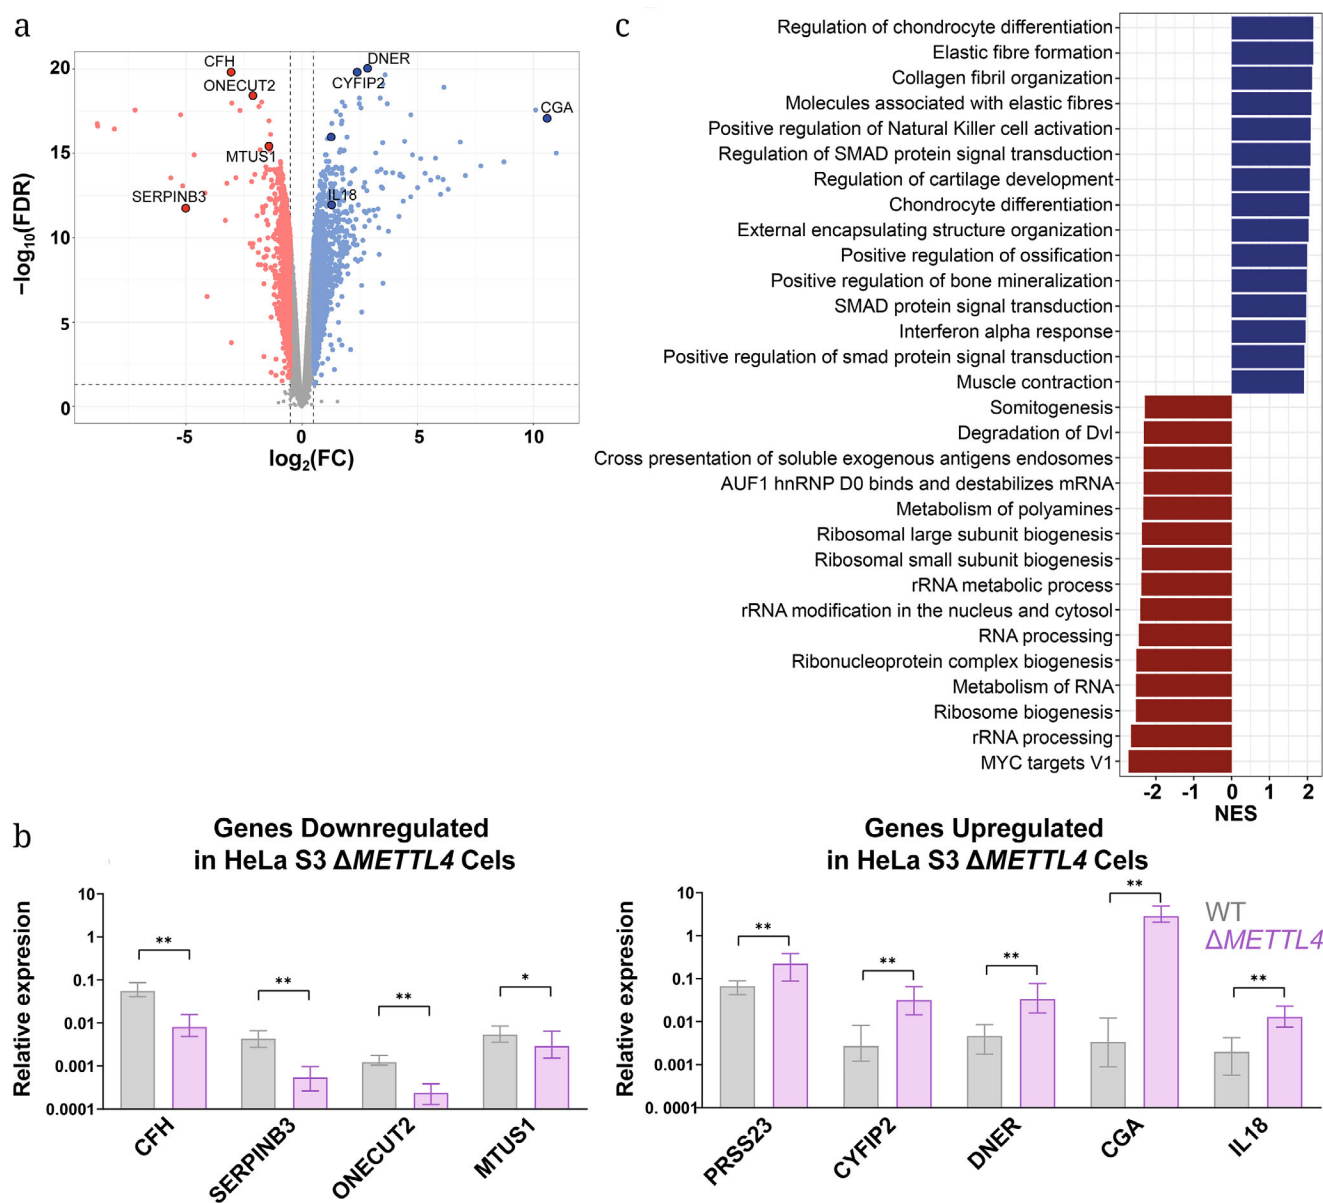 a
20
15
10
5
0
-5
0
5
10
−log10(FDR)
log2(FC)
CFH
ONECUT2
MTUS1
SERPINB3
DNER
CYFIP2
CGA
IL18
c
Regulation of chondrocyte differentiation
Elastic fibre formation
Collagen fibril organization
Molecules associated with elastic fibres
Positive regulation of Natural Killer cell activation
Regulation of SMAD protein signal transduction
Regulation of cartilage development
Chondrocyte differentiation
External encapsulating structure organization
Positive regulation of ossification
Positive regulation of bone mineralization
SMAD protein signal transduction
Interferon alpha response
Positive regulation of smad protein signal transduction
Muscle contraction
Somitogenesis
Degradation of Dvl
Cross presentation of soluble exogenous antigens endosomes
AUF1 hnRNP D0 binds and destabilizes mRNA
Metabolism of polyamines
Ribosomal large subunit biogenesis
Ribosomal small subunit biogenesis
rRNA metabolic process
rRNA modification in the nucleus and cytosol
RNA processing
Ribonucleoprotein complex biogenesis
Metabolism of RNA
Ribosome biogenesis
rRNA processing
MYC targets V1
-2 -1 0 1 2
NES
b
Genes Downregulated
in HeLa S3 ΔMETTL4 Cels
Relative expresion
10
1
0.1
0.01
0.001
0.0001
**
**
**
*
CFH
SERPINB3
ONECUT2
MTUS1
Genes Upregulated
in HeLa S3 ΔMETTL4 Cels
Relative expresion
10
1
0.1
0.01
0.001
0. 0001
**
**
**
**
**
PRSS23
CYFIP2
DNER
CGA
IL18
WT
ΔMETTL4